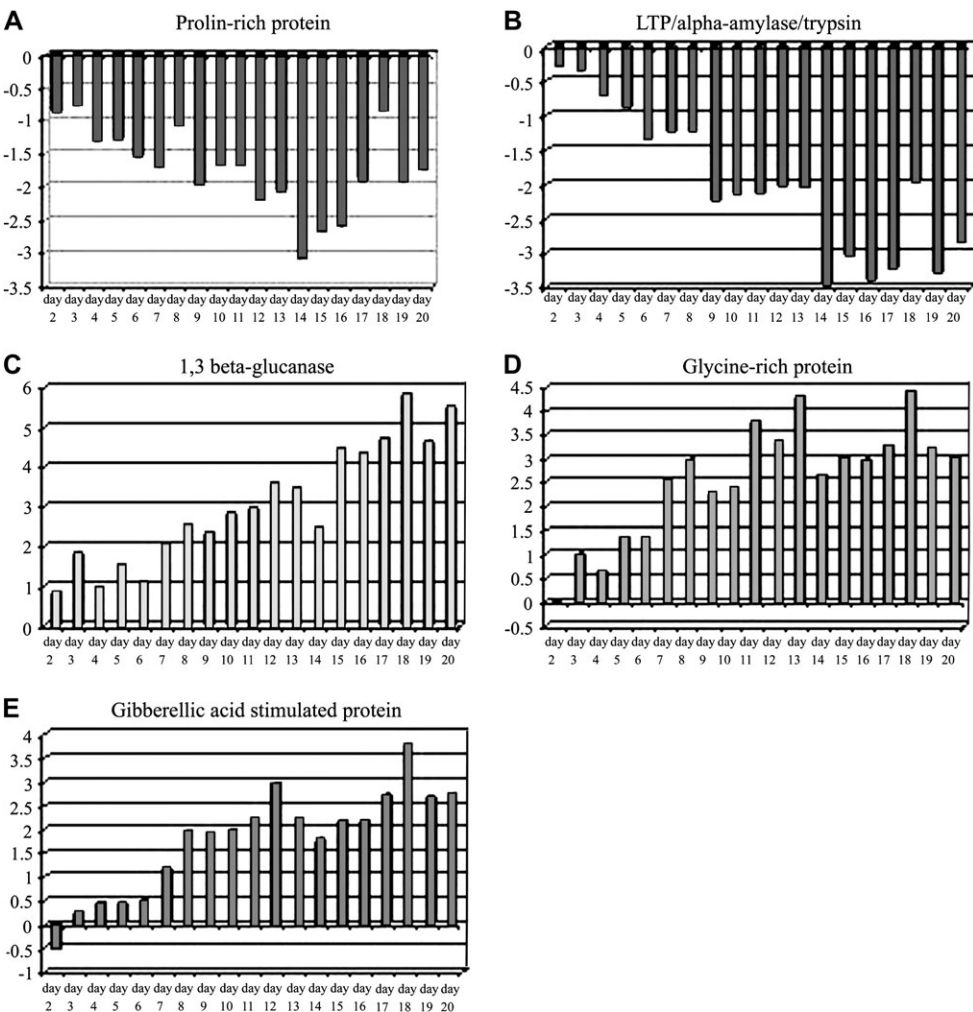 A
Prolin-rich protein
0
-0.5
-1
-1.5
-2
-2.5
-3
-3.5
day day day day day day day day day day day day day day day day day day day
2 3 4 5 6 7 8 9 10 11 12 13 14 15 16 17 18 19 20
B
LTP/alpha-amylase/trypsin
0
-0.5
-1
-1.5
-2
-2.5
-3
-3.5
day day day day day day day day day day day day day day day day day day day
2 3 4 5 6 7 8 9 10 11 12 13 14 15 16 17 18 19 20
C
1,3 beta-glucanase
6
5
4
3
2
1
0
day day day day day day day day day day day day day day day day day day day
2 3 4 5 6 7 8 9 10 11 12 13 14 15 16 17 18 19 20
D
Glycine-rich protein
4.5
4
3.5
3
2.5
2
1.5
1
0.5
0
-0.5
day day day day day day day day day day day day day day day day day day day
2 3 4 5 6 7 8 9 10 11 12 13 14 15 16 17 18 19 20
E
Gibberellic acid stimulated protein
4
3.5
3
2.5
2
1.5
1
0.5
0
-0.5
-1
day day day day day day day day day day day day day day day day day day day
2 3 4 5 6 7 8 9 10 11 12 13 14 15 16 17 18 19 20